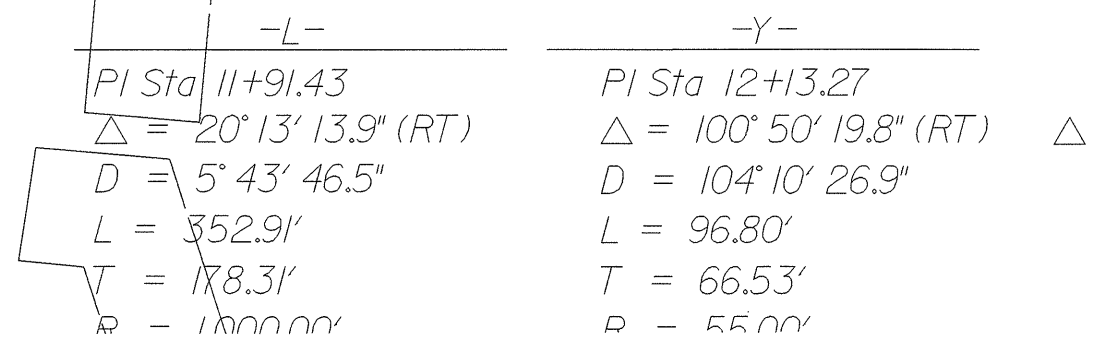 -L-
PI Sta 11+91.43
△ = 20° 13' 13.9" (RT)
D = 5° 43' 46.5"
L = 352.91'
T = 178.31'
R = 1,000.00'
-Y-
PI Sta 12+13.27
△ = 100° 50' 19.8" (RT)
D = 104° 10' 26.9"
L = 96.80'
T = 66.53'
R = 55.00'
△